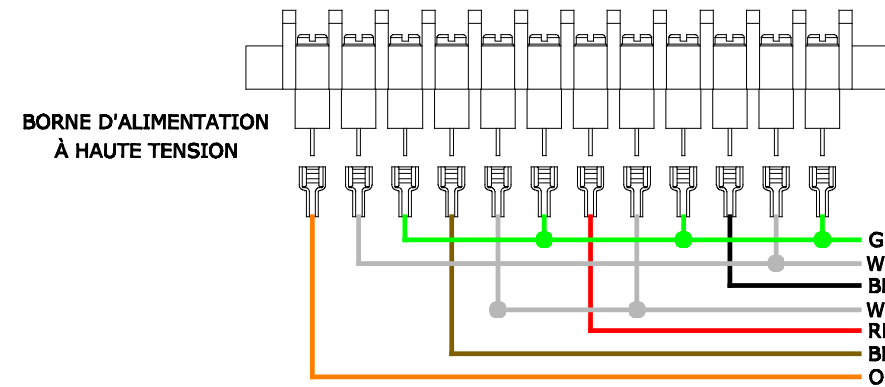 BORNE D'ALIMENTATION
À HAUTE TENSION
G
W
W
O